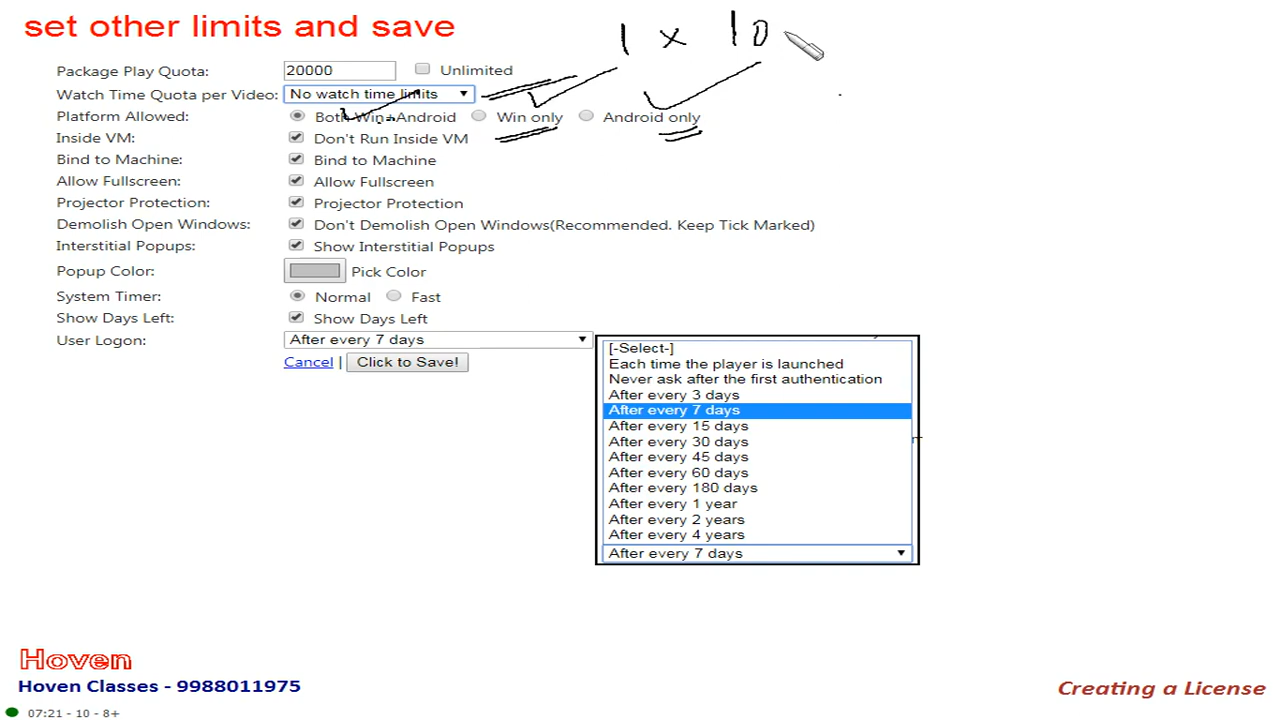 set other limits and save
1 x 10
Package Play Quota: 20000 Unlimited
Watch Time Quota per Video: No watch time limits
Platform Allowed: Both Win+Android Win only Android only
Inside VM: Don't Run Inside VM
Bind to Machine: Bind to Machine
Allow Fullscreen: Allow Fullscreen
Projector Protection: Projector Protection
Demolish Open Windows: Don't Demolish Open Windows(Recommended. Keep Tick Marked)
Interstitial Popups: Show Interstitial Popups
Popup Color: Pick Color
System Timer: Normal Fast
Show Days Left: Show Days Left
User Logon: After every 7 days
Cancel | Click to Save!
[-Select-]
Each time the player is launched
Never ask after the first authentication
After every 3 days
After every 7 days
After every 15 days
After every 30 days
After every 45 days
After every 60 days
After every 180 days
After every 1 year
After every 2 years
After every 4 years
After every 7 days
Hoven
Hoven Classes - 9988011975
Creating a License
07:21 - 10 - 8+